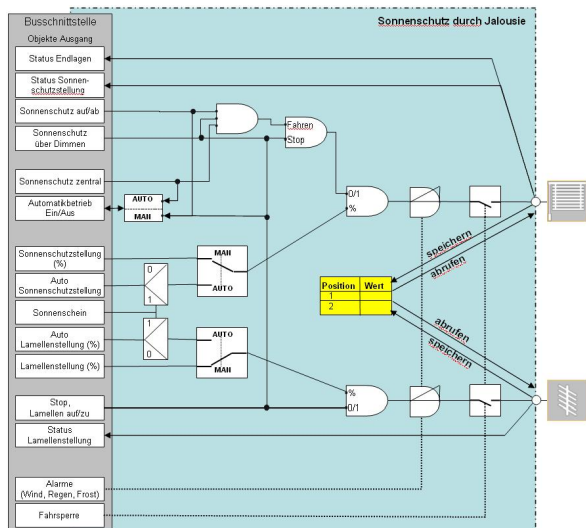 Busschnittstelle
Sonnenschutz durch Jalousie
Objekte Ausgang
Status Endlagen
Status Sonnen-
schutzstellung
Sonnenschutz auf/ab
Sonnenschutz
über Dimmen
Fahren
Stop
Sonnenschutz zentral
Automatikbetrieb
Ein/Aus
AUTO
MAN
0/1
%
Sonnenschutzstellung
(%)
Auto
Sonnenschutzstellung
Sonnenschein
Auto
Lamellenstellung (%)
Lamellenstellung (%)
0
1
1
0
MAN
AUTO
AUTO
MAN
speichern
abrufen
Position Wert
1
2
abrufen
speichern
%
0/1
Stop,
Lamellen auf/zu
Status
Lamellenstellung
Alarme
(Wind, Regen, Frost)
Fahrsperre